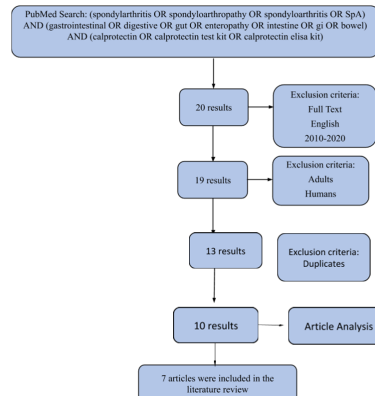 PubMed Search: (spondylarthritis OR spondyloarthropathy OR spondyloarthritis OR SpA)
AND (gastrointestinal OR digestive OR gut OR enteropathy OR intestine OR gi OR bowel)
AND (calprotectin OR calprotectin test kit OR calprotectin elisa kit)
20 results
Exclusion criteria:
Full Text
English
2010-2020
19 results
Exclusion criteria:
Adults
Humans
13 results
Exclusion criteria:
Duplicates
10 results
Article Analysis
7 articles were included in the
literature review